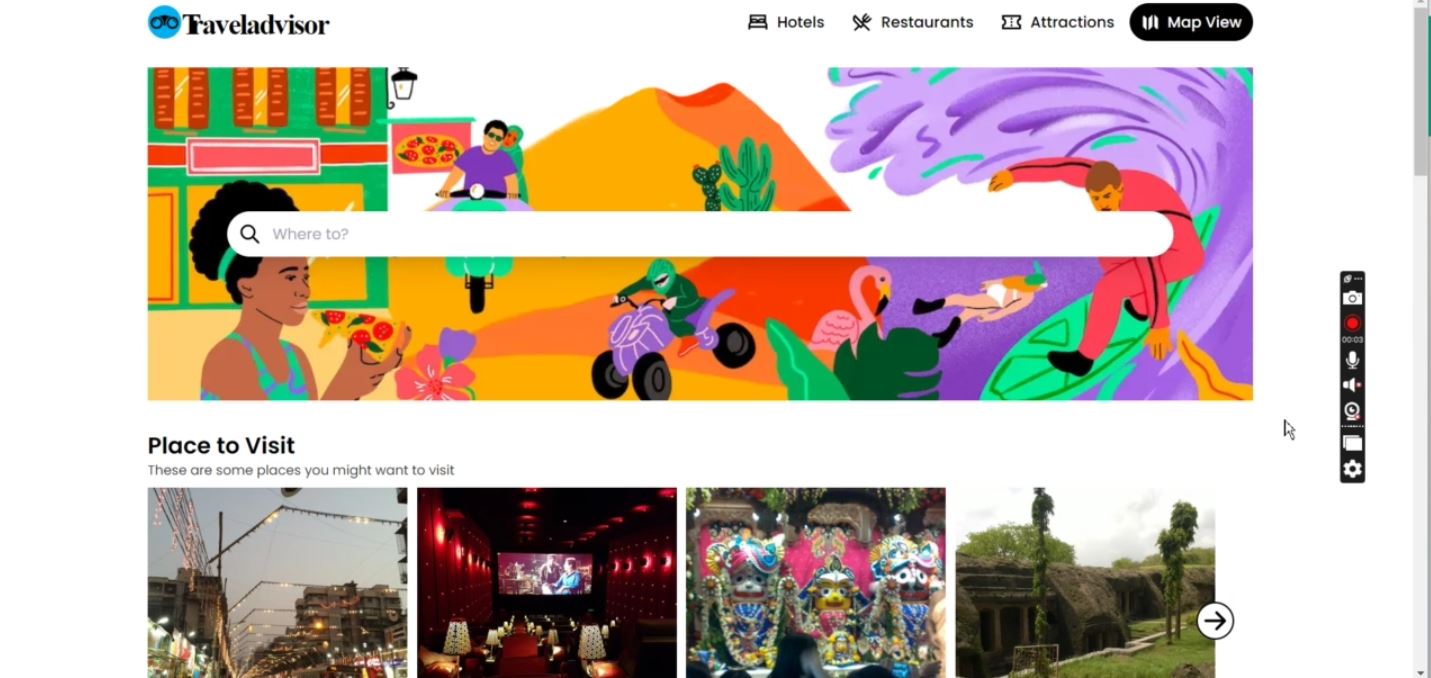 Traveladvisor
Hotels
Restaurants
Attractions
Map View
Where to?
Place to Visit
These are some places you might want to visit
00:03